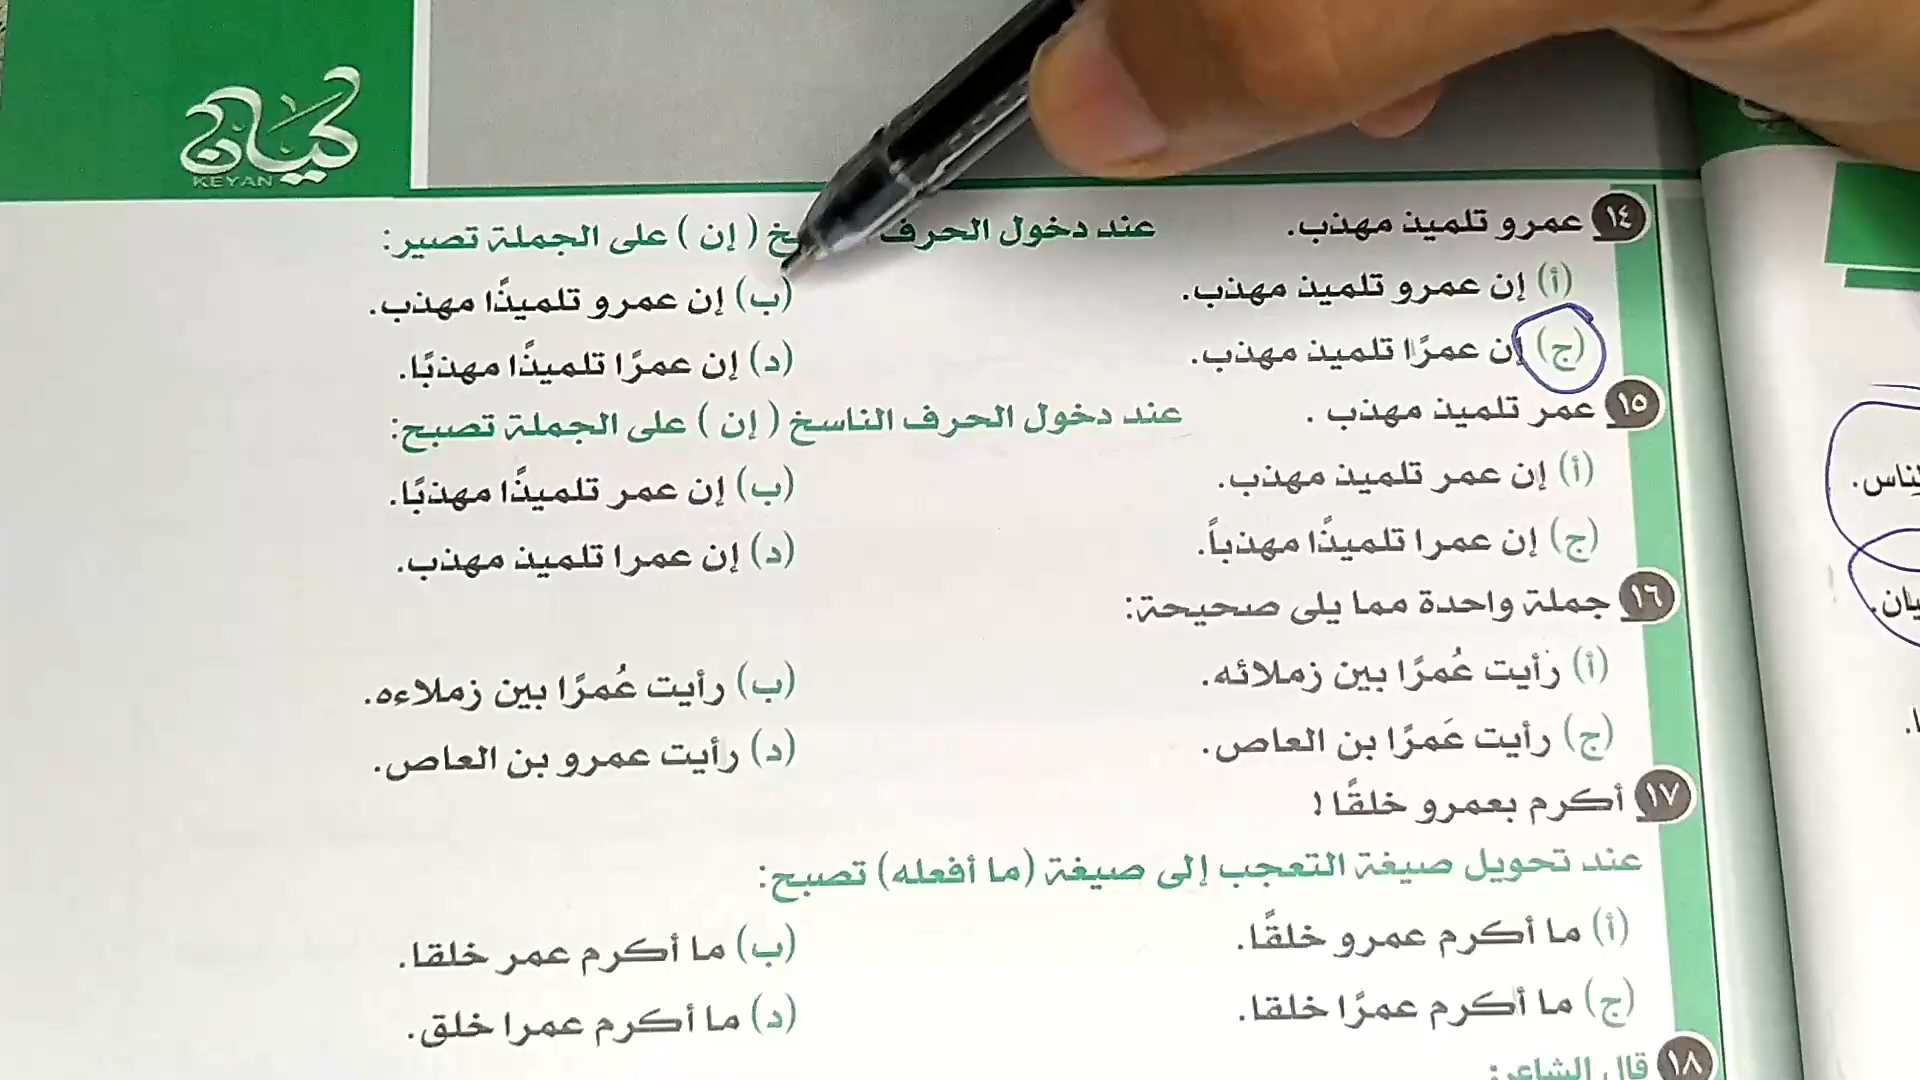 كيان
KEYAN
١٤ عمرو تلميذ مهذب. عند دخول الحرف خ ( إن ) على الجملة تصير:
(أ) إن عمرو تلميذ مهذب. (ب) إن عمرو تلميذًا مهذب.
(ج) إن عمرًا تلميذ مهذب. (د) إن عمرًا تلميذًا مهذبًا.
١٥ عمر تلميذ مهذب . عند دخول الحرف الناسخ ( إن ) على الجملة تصبح:
(أ) إن عمر تلميذ مهذب. (ب) إن عمر تلميذًا مهذبًا.
(ج) إن عمرا تلميذًا مهذباً. (د) إن عمرا تلميذ مهذب.
١٦ جملة واحدة مما يلى صحيحة:
(أ) رأيت عُمرًا بين زملائه. (ب) رأيت عُمرًا بين زملاءه.
(ج) رأيت عَمرًا بن العاص. (د) رأيت عمرو بن العاص.
١٧ أكرم بعمرو خلقًا !
عند تحويل صيغة التعجب إلى صيغة (ما أفعله) تصبح:
(أ) ما أكرم عمرو خلقًا. (ب) ما أكرم عمر خلقا.
(ج) ما أكرم عمرًا خلقا. (د) ما أكرم عمرا خلق.
١٨ قال الشاعر: